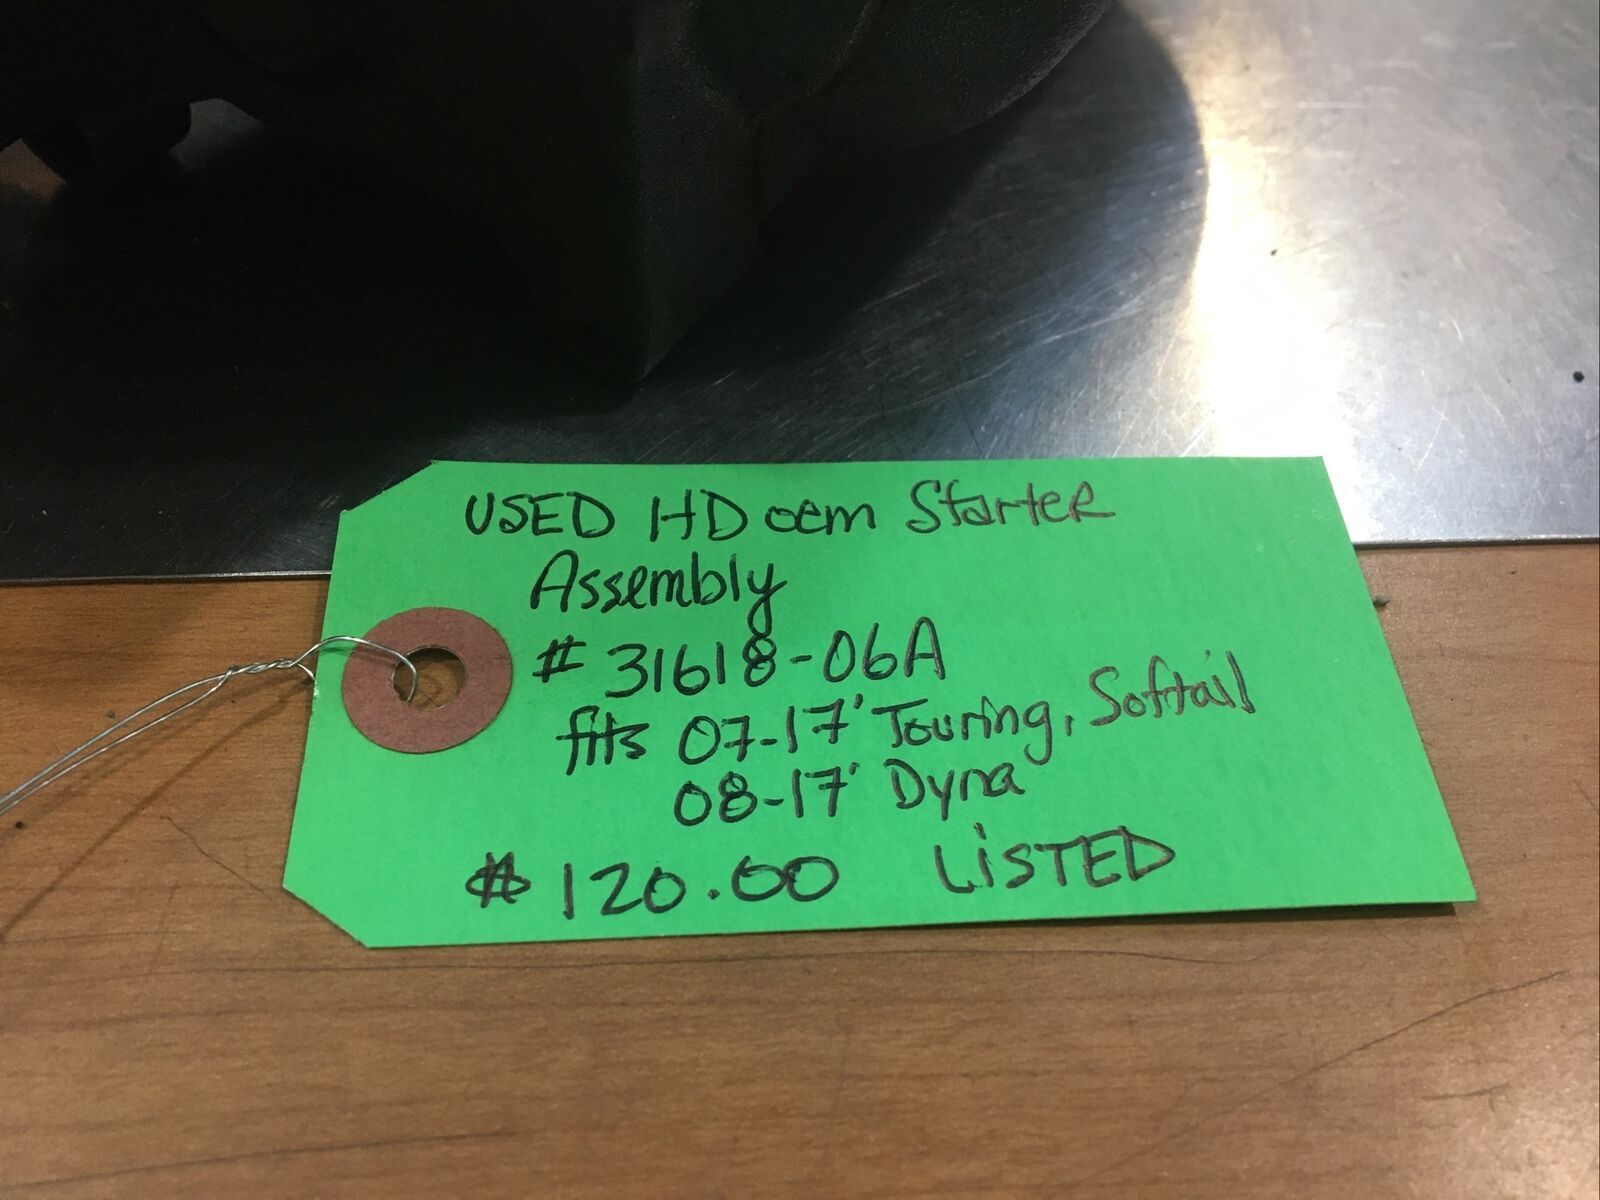 USED HD oem Starter
Assembly
# 31618-06A
fits 07-17' Touring, Softail
08-17' Dyna
$120.00 LiSTED